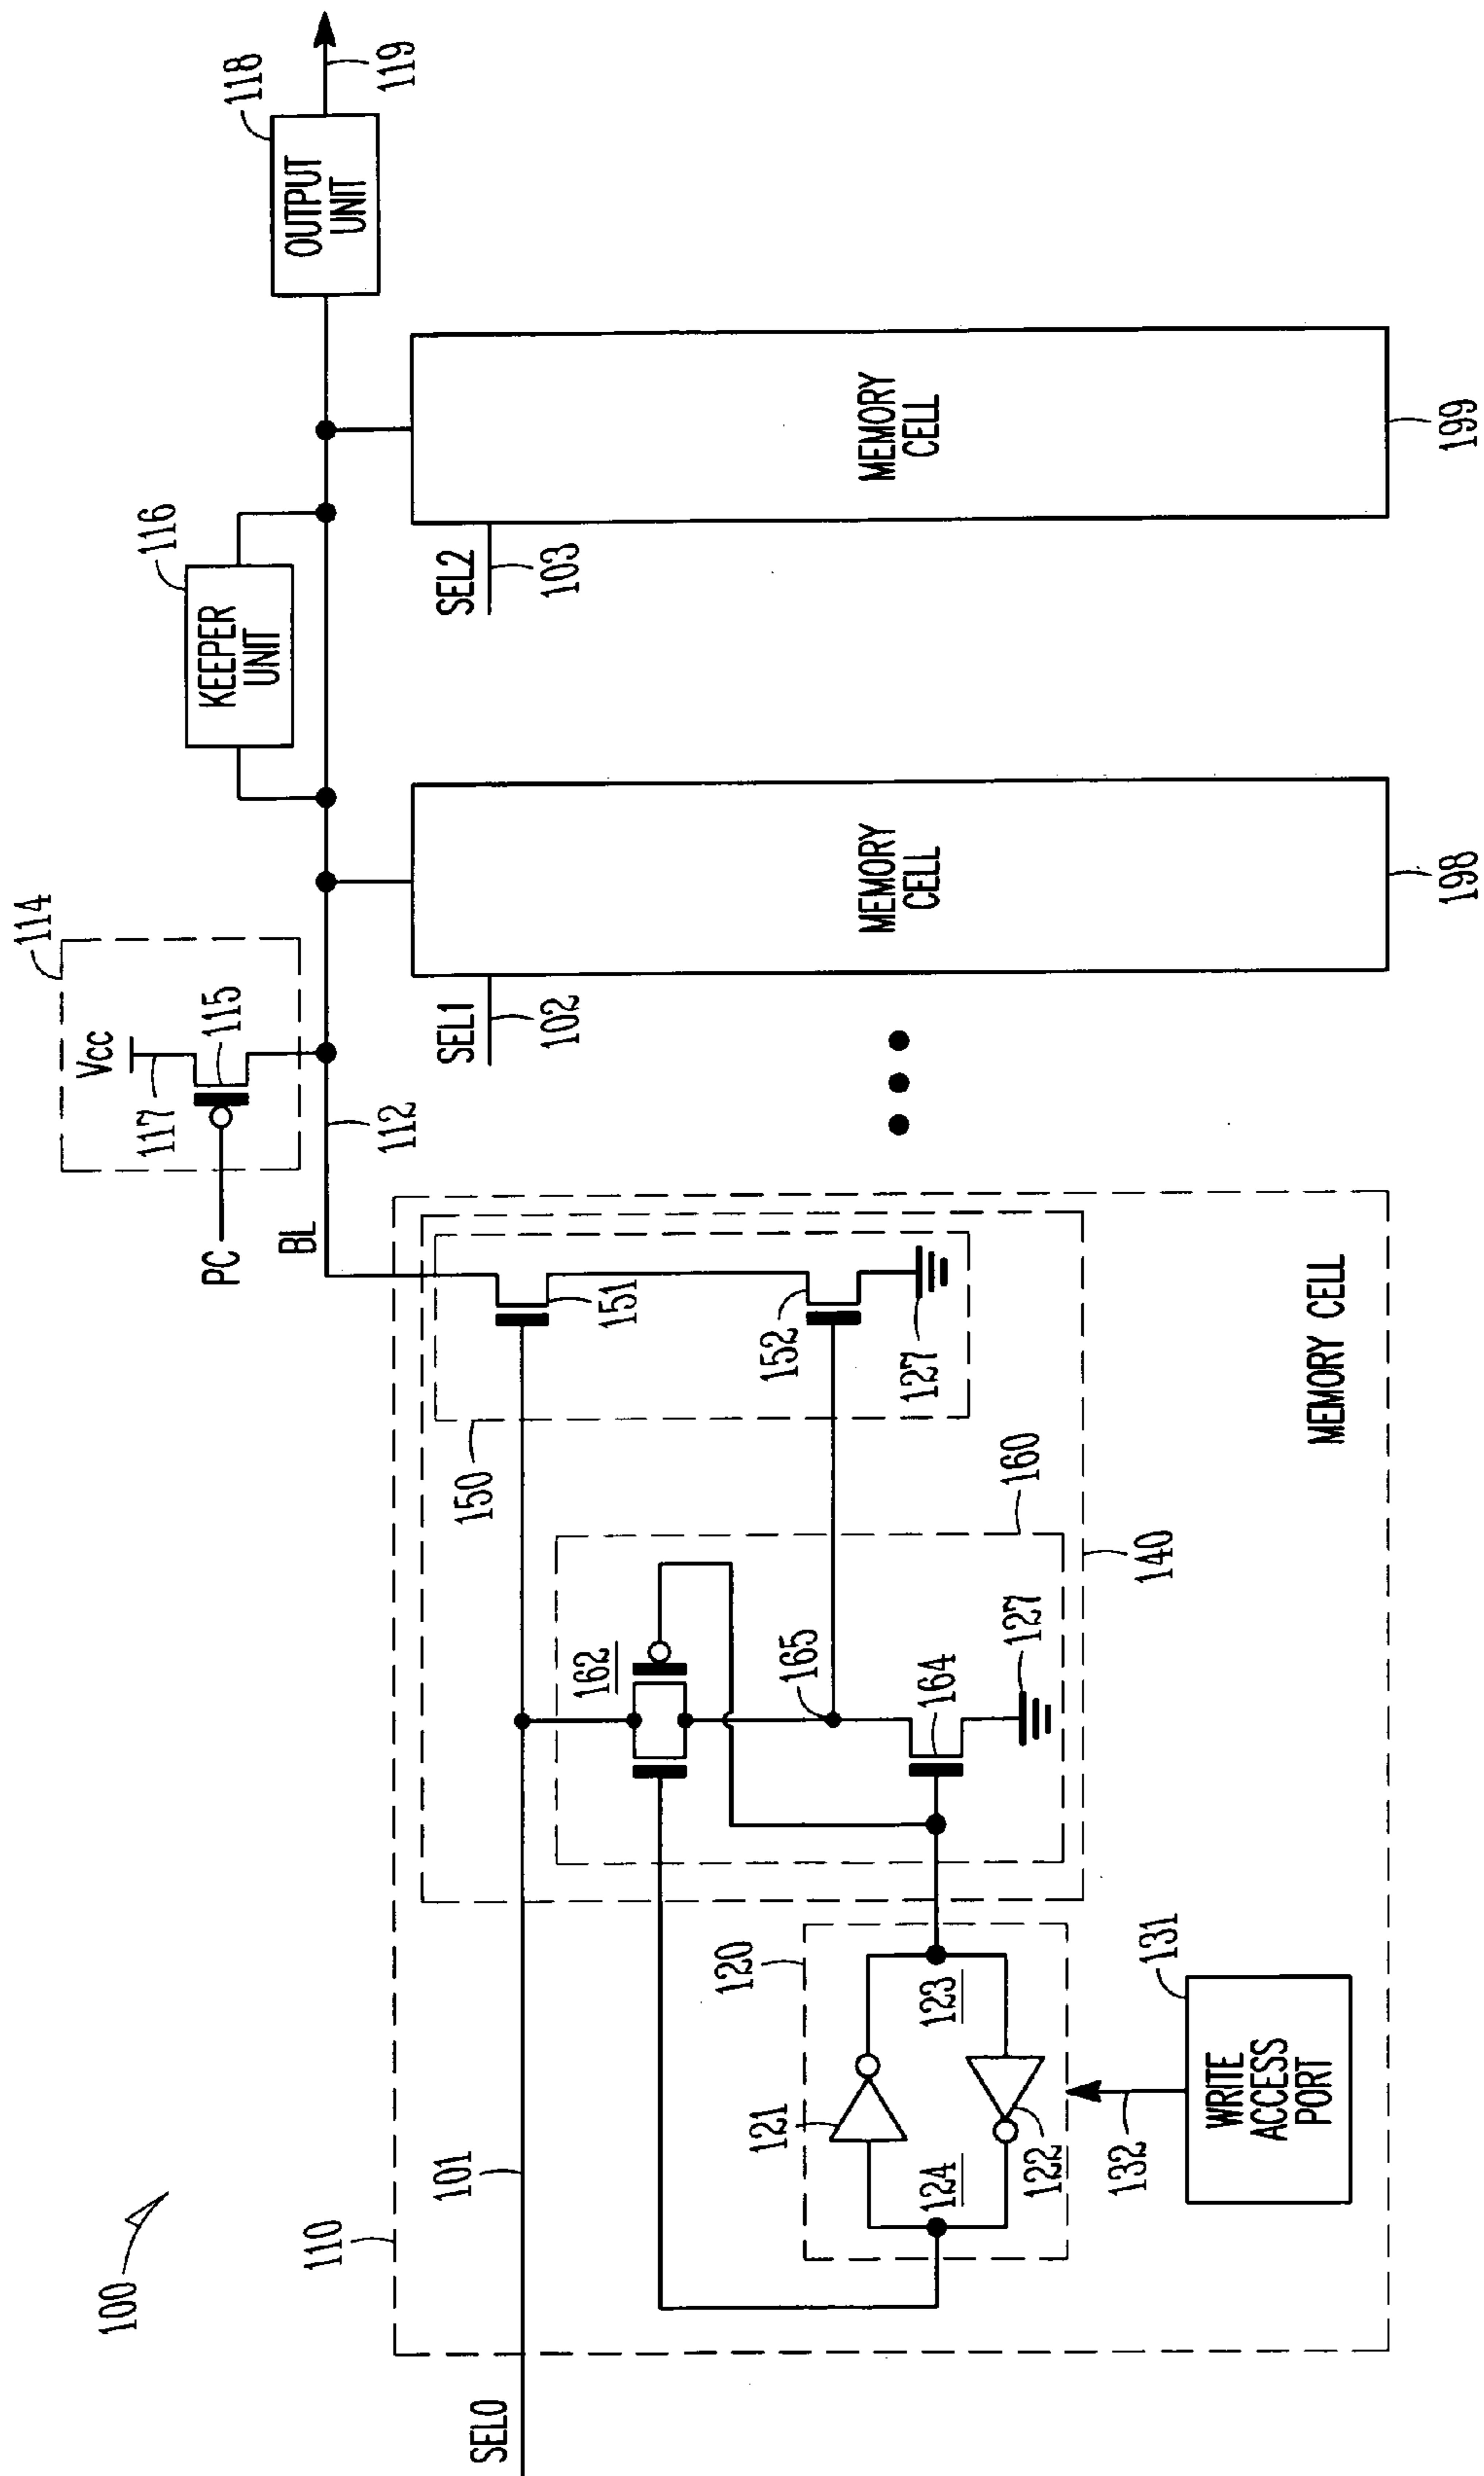 100
110
SEL0
101
PC
BL
114
Vcc
117
115
112
116
KEEPER
UNIT
118
OUTPUT
UNIT
119
150
151
152
127
160
162
165
164
127
140
120
121
123
124
122
132
131
WRITE
ACCESS
PORT
MEMORY CELL
SEL1
102
MEMORY
CELL
198
SEL2
103
MEMORY
CELL
199